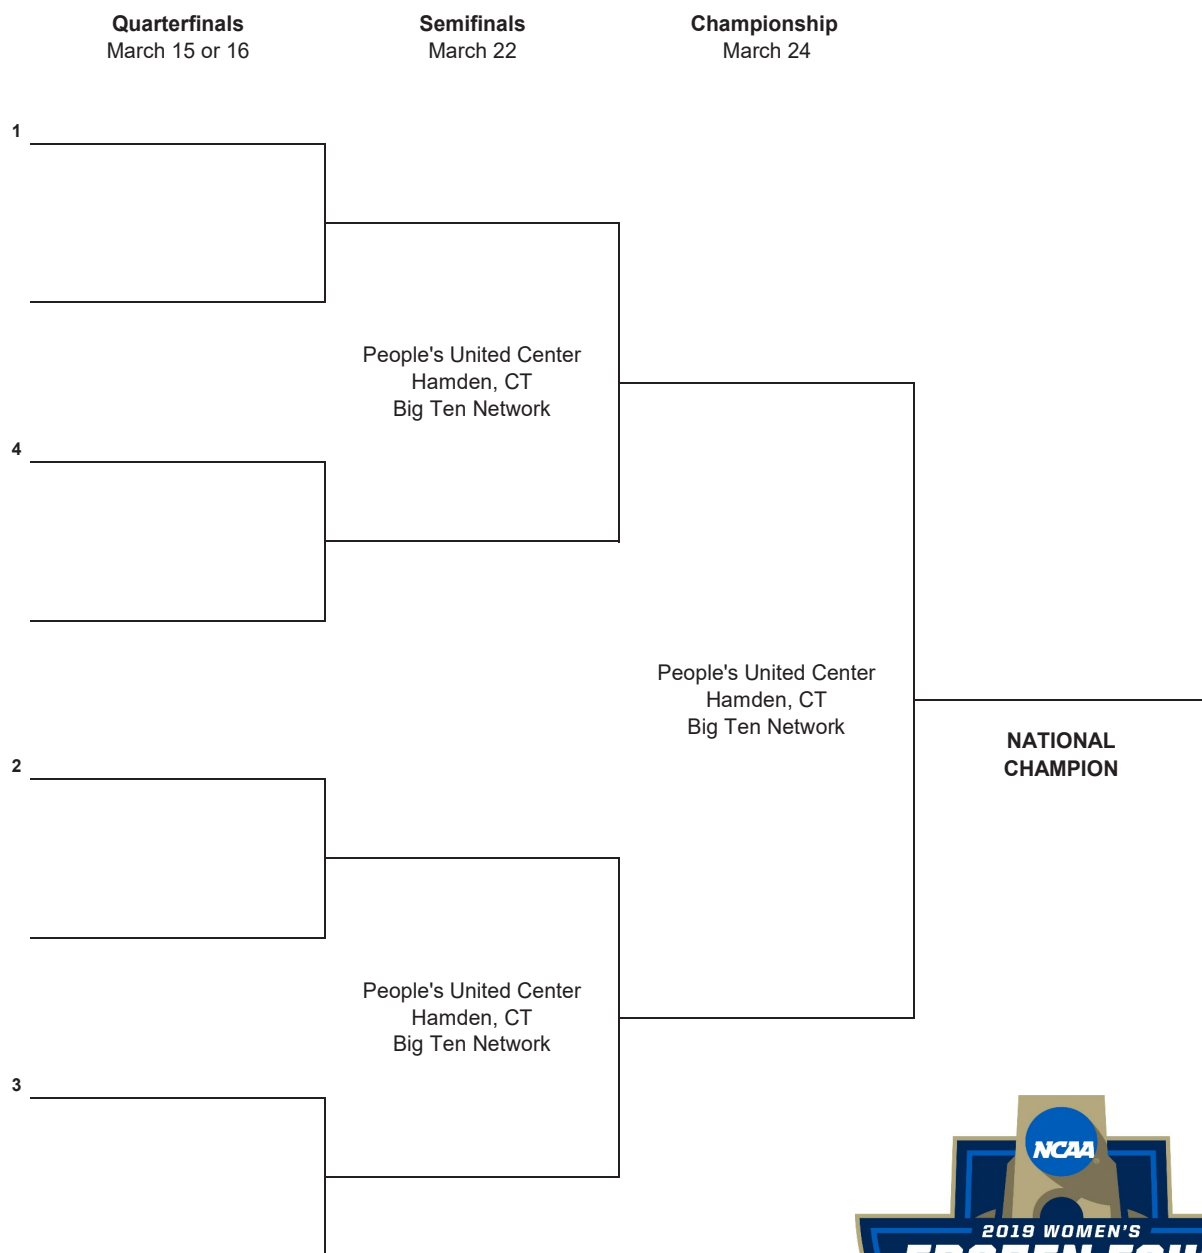 Quarterfinals
March 15 or 16
Semifinals
March 22
Championship
March 24
1
People's United Center
Hamden, CT
Big Ten Network
4
People's United Center
Hamden, CT
Big Ten Network
NATIONAL
CHAMPION
2
People's United Center
Hamden, CT
Big Ten Network
3
NCAA
2019 WOMEN'S